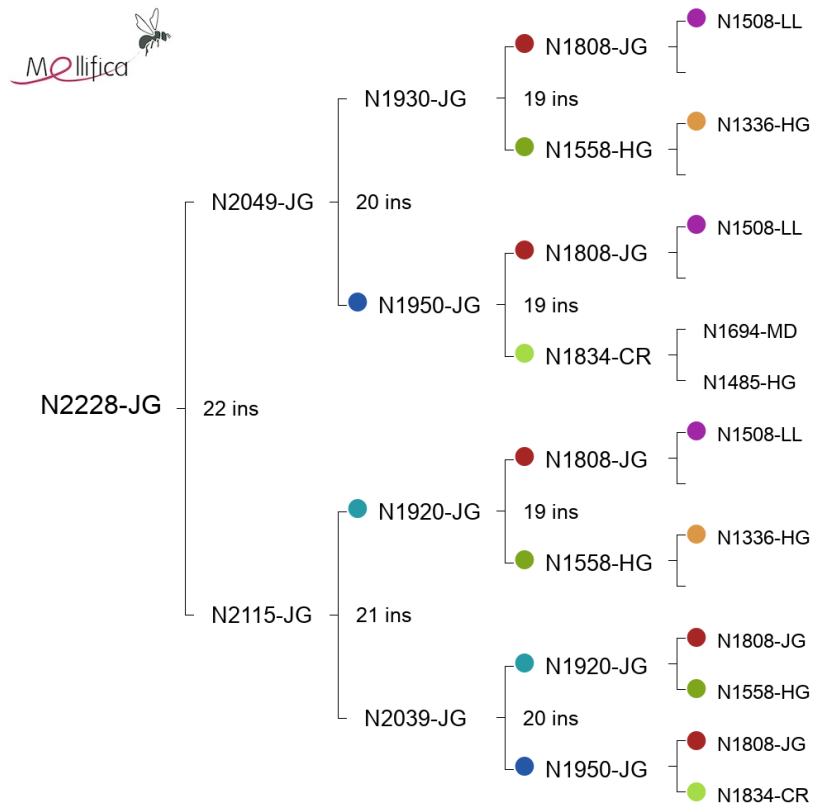 Mellifica
N1508-LL
N1808-JG
N1930-JG
19 ins
N1336-HG
N1558-HG
N2049-JG
20 ins
N1508-LL
N1808-JG
N1950-JG
19 ins
N1694-MD
N1834-CR
N1485-HG
N2228-JG
22 ins
N1508-LL
N1808-JG
N1920-JG
19 ins
N1336-HG
N1558-HG
N2115-JG
21 ins
N1808-JG
N1920-JG
N1558-HG
N2039-JG
20 ins
N1808-JG
N1950-JG
N1834-CR